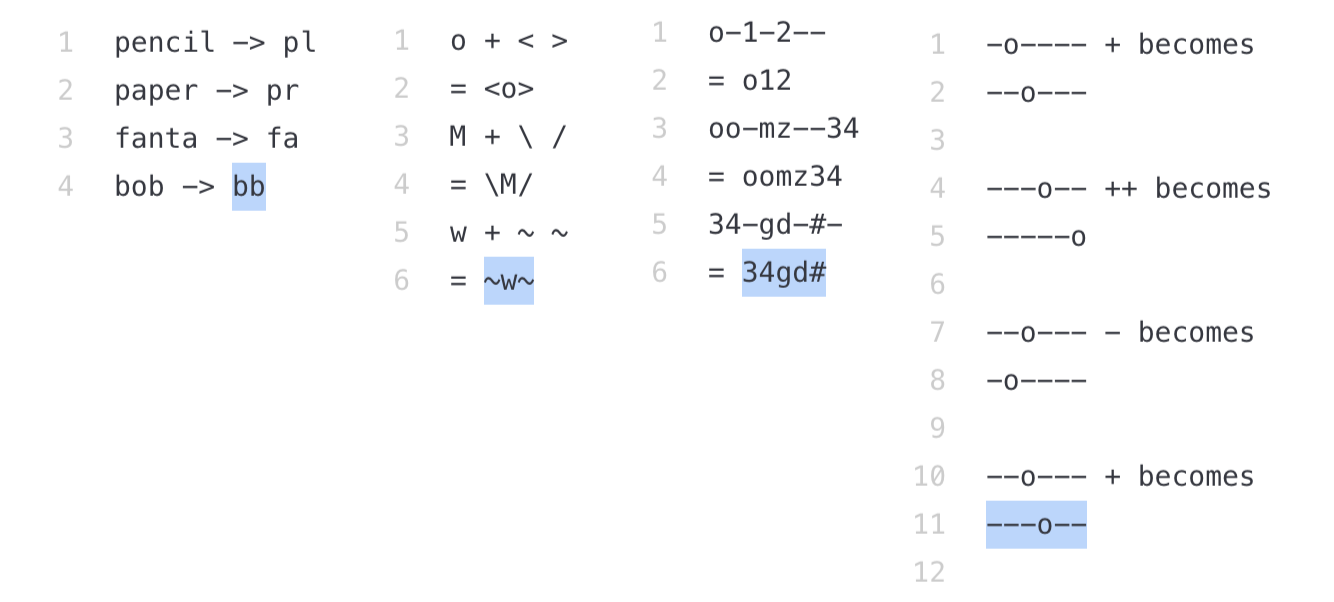 1 pencil -> pl
2 paper -> pr
3 fanta -> fa
4 bob -> bb
1 o + < >
2 = <o>
3 M + \ /
4 = \M/
5 w + ~ ~
6 = ~w~
1 o-1-2--
2 = o12
3 oo-mz--34
4 = oomz34
5 34-gd-#-
6 = 34gd#
1 -o---- + becomes
2 --o---
3
4 ---o-- ++ becomes
5 -----o
6
7 --o--- - becomes
8 -o----
9
10 --o--- + becomes
11 ---o--
12